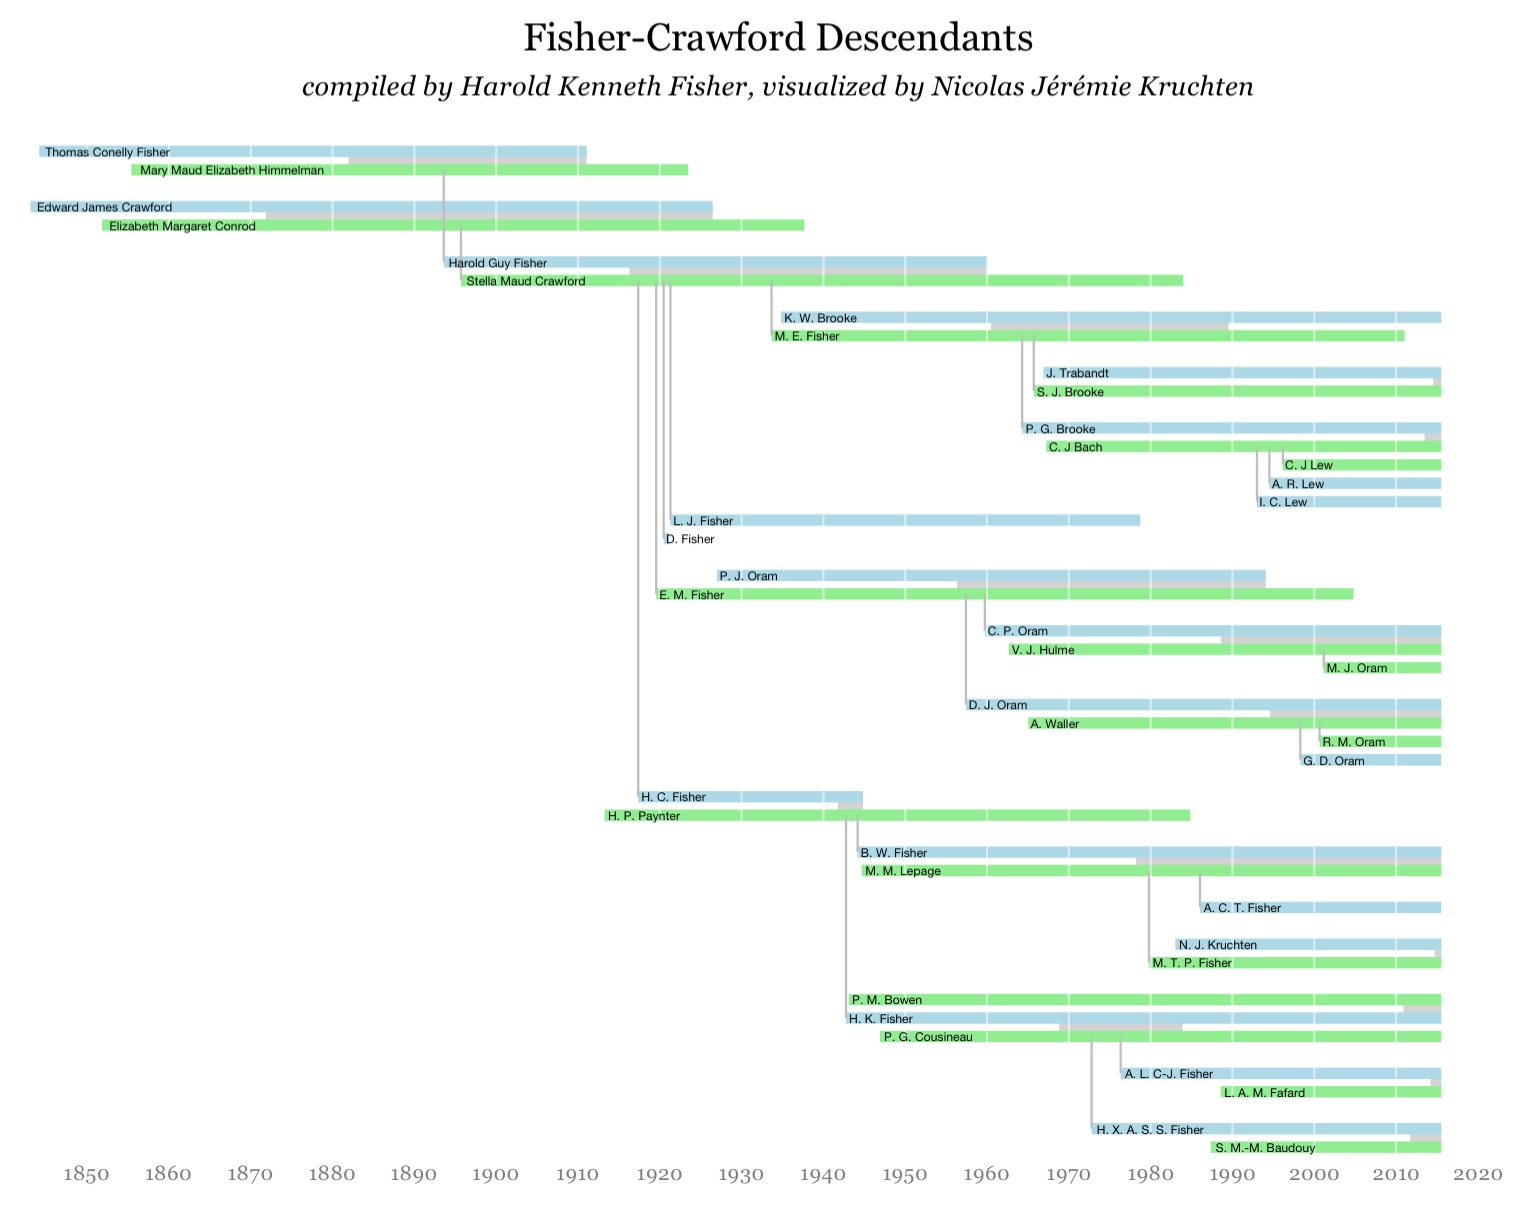 Fisher-Crawford Descendants
compiled by Harold Kenneth Fisher, visualized by Nicolas Jérémie Kruchten
Thomas Conelly Fisher
Mary Maud Elizabeth Himmelman
Edward James Crawford
Elizabeth Margaret Conrod
Harold Guy Fisher
Stella Maud Crawford
K. W. Brooke
M. E. Fisher
J. Trabandt
S. J. Brooke
P. G. Brooke
C. J Bach
C. J Lew
A. R. Lew
I. C. Lew
L. J. Fisher
D. Fisher
P. J. Oram
E. M. Fisher
C. P. Oram
V. J. Hulme
M. J. Oram
D. J. Oram
A. Waller
R. M. Oram
G. D. Oram
H. C. Fisher
H. P. Paynter
B. W. Fisher
M. M. Lepage
A. C. T. Fisher
N. J. Kruchten
M. T. P. Fisher
P. M. Bowen
H. K. Fisher
P. G. Cousineau
A. L. C-J. Fisher
L. A. M. Fafard
H. X. A. S. S. Fisher
S. M.-M. Baudouy
1850 1860 1870 1880 1890 1900 1910 1920 1930 1940 1950 1960 1970 1980 1990 2000 2010 2020